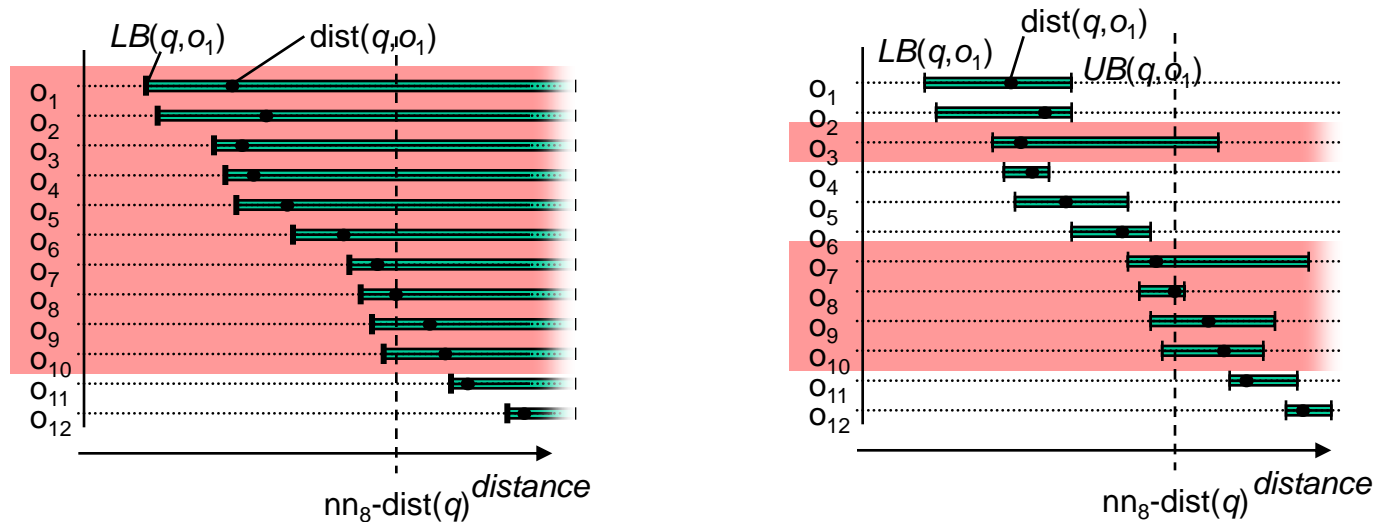 LB(q,o1) dist(q,o1)
o1
o2
o3
o4
o5
o6
o7
o8
o9
o10
o11
o12
distance
nn8-dist(q)
dist(q,o1)
LB(q,o1)
UB(q,o1)
o1
o2
o3
o4
o5
o6
o7
o8
o9
o10
o11
o12
distance
nn8-dist(q)